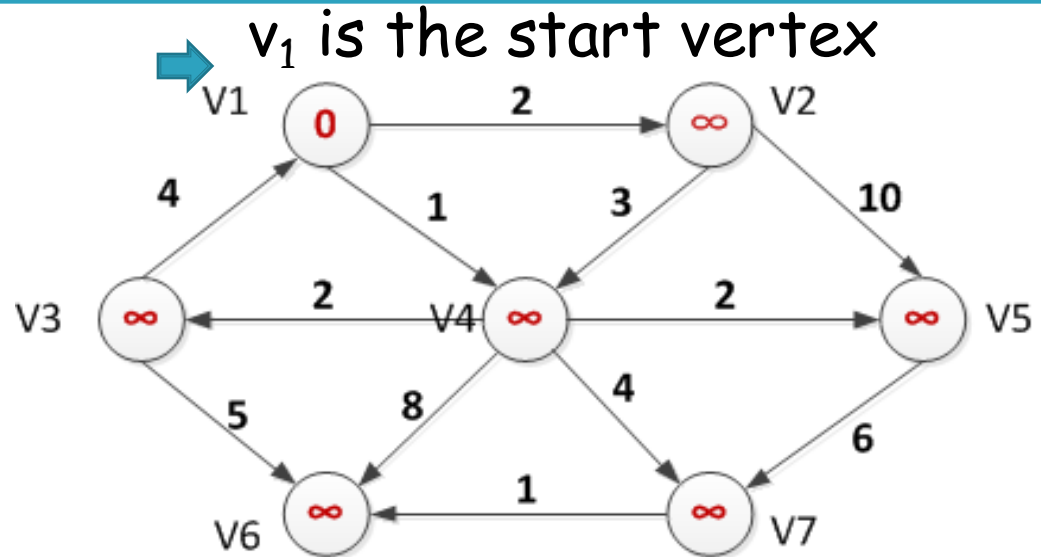 v₁ is the start vertex
V1 0 2 ∞ V2
4 1 3 10
V3 ∞ 2 V4 ∞ 2 ∞ V5
5 8 4 6
V6 ∞ 1 ∞ V7